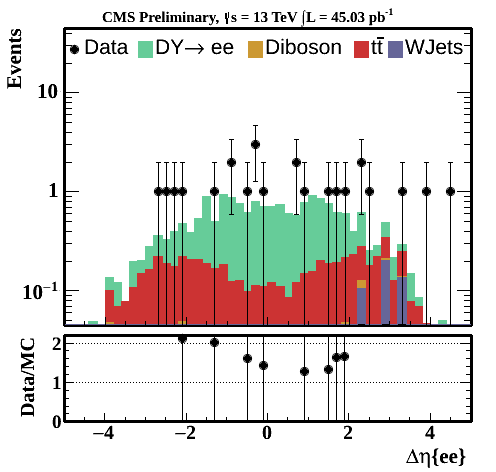 CMS Preliminary, √s = 13 TeV ∫L = 45.03 pb⁻¹
Events
Data DY→ ee Diboson tt̄ WJets
10
1
10⁻¹
Data/MC
2
1
0
−4 −2 0 2 4
Δη{ee}